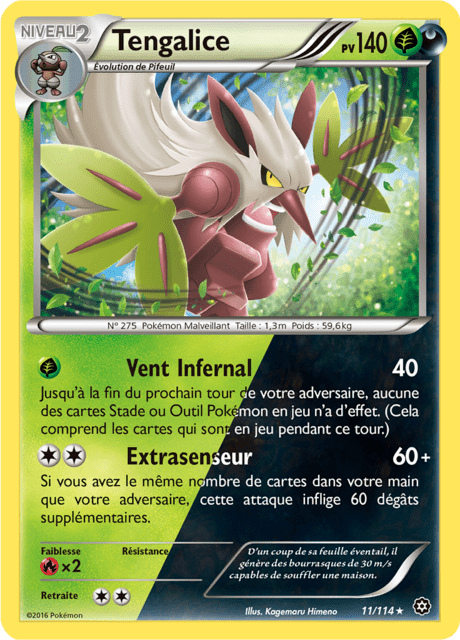 NIVEAU2
Tengalice
PV140
Évolution de Pifeuil
N° 275 Pokémon Malveillant Taille : 1,3m Poids : 59,6kg
Vent Infernal 40
Jusqu'à la fin du prochain tour de votre adversaire, aucune
des cartes Stade ou Outil Pokémon en jeu n'a d'effet. (Cela
comprend les cartes qui sont en jeu pendant ce tour.)
Extrasenseur 60+
Si vous avez le même nombre de cartes dans votre main
que votre adversaire, cette attaque inflige 60 dégâts
supplémentaires.
Faiblesse Résistance
×2
Retraite
D'un coup de sa feuille éventail, il
génère des bourrasques de 30 m/s
capables de souffler une maison.
©2016 Pokémon
Illus. Kagemaru Himeno
11/114 ★